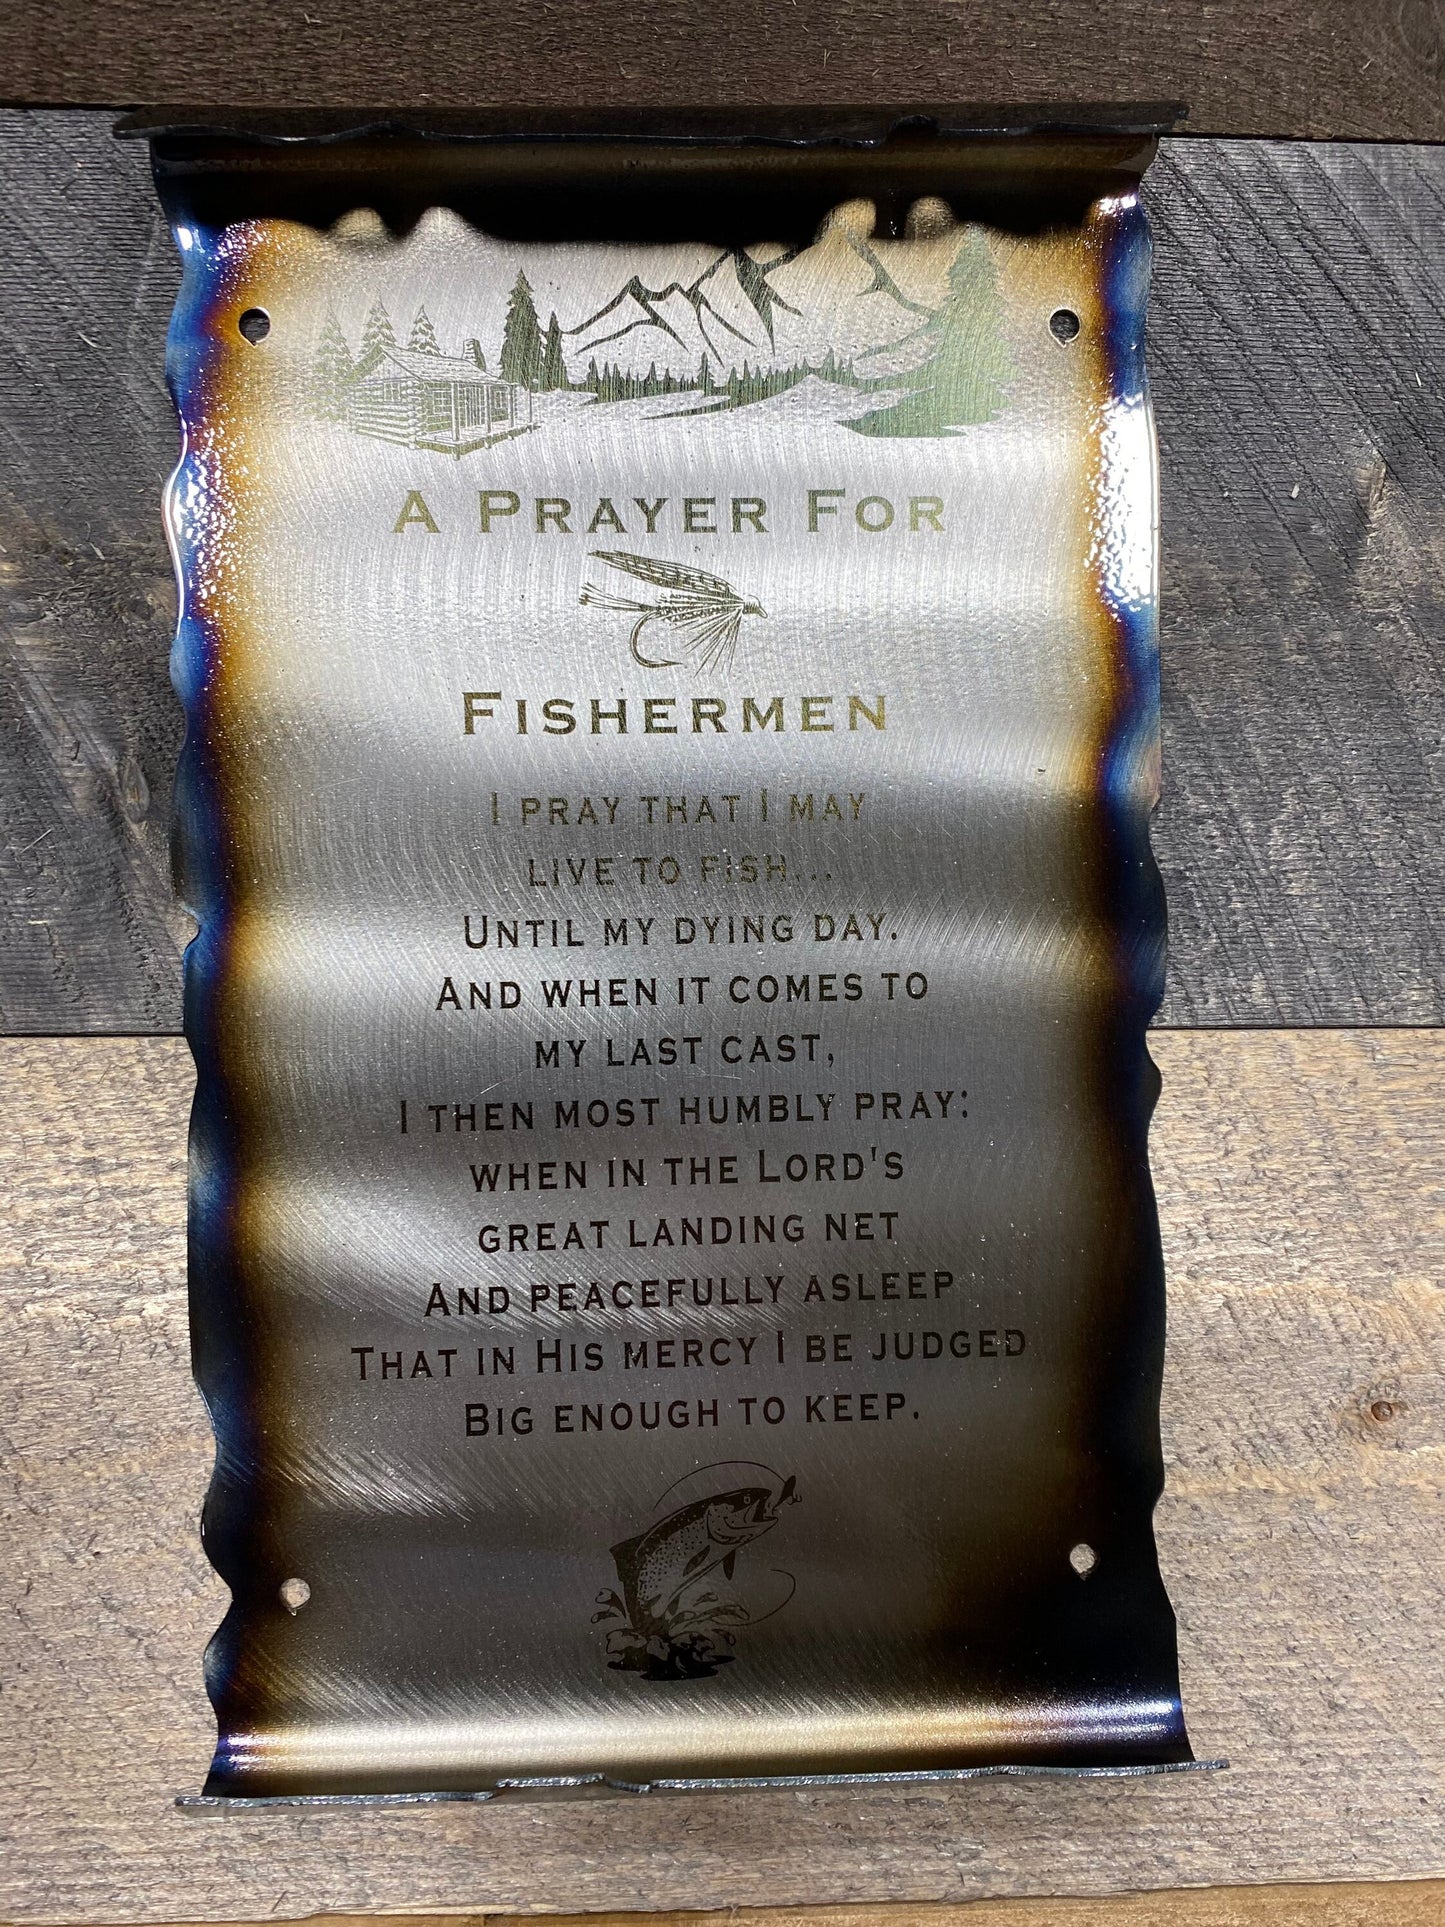 A Prayer For
Fishermen
I pray that I may
live to fish...
Until my dying day.
And when it comes to
my last cast,
I then most humbly pray:
when in the Lord's
great landing net
And peacefully asleep
That in His mercy I be judged
Big enough to keep.